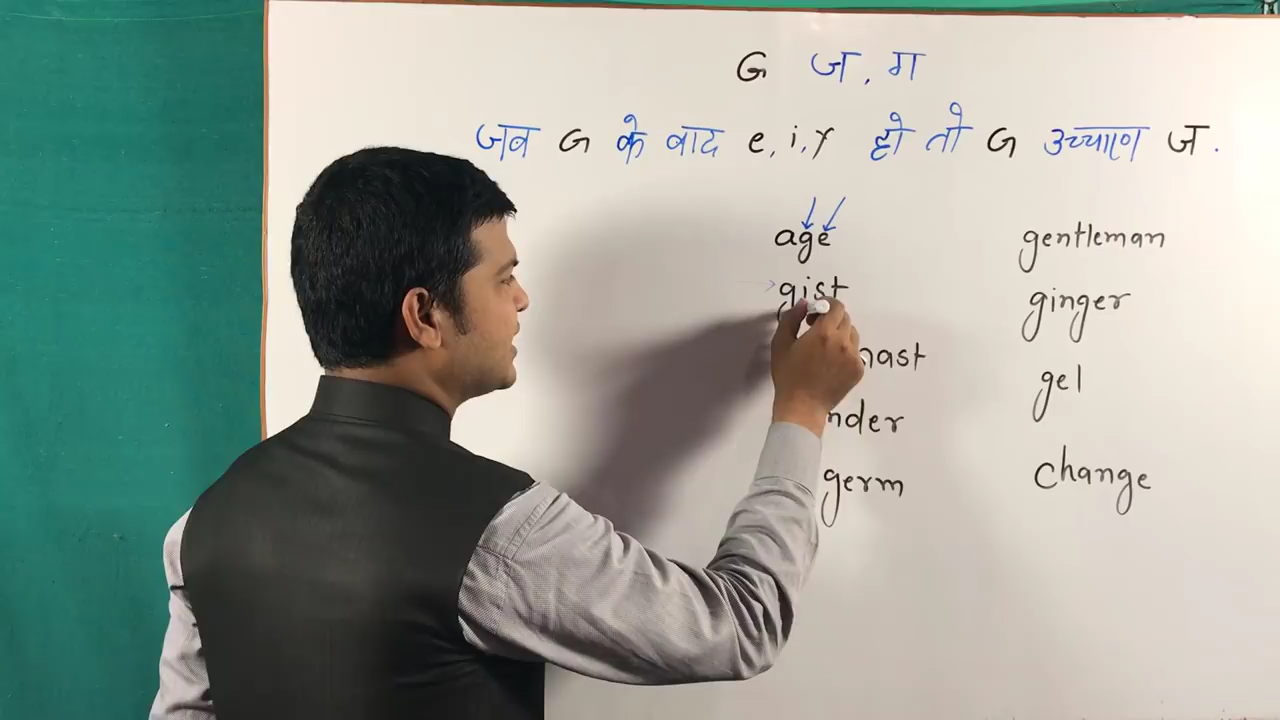 G ज, ग
जब G के बाद e, i, y हो तो G उच्चारण ज.
age gentleman
gist ginger
gel
germ change